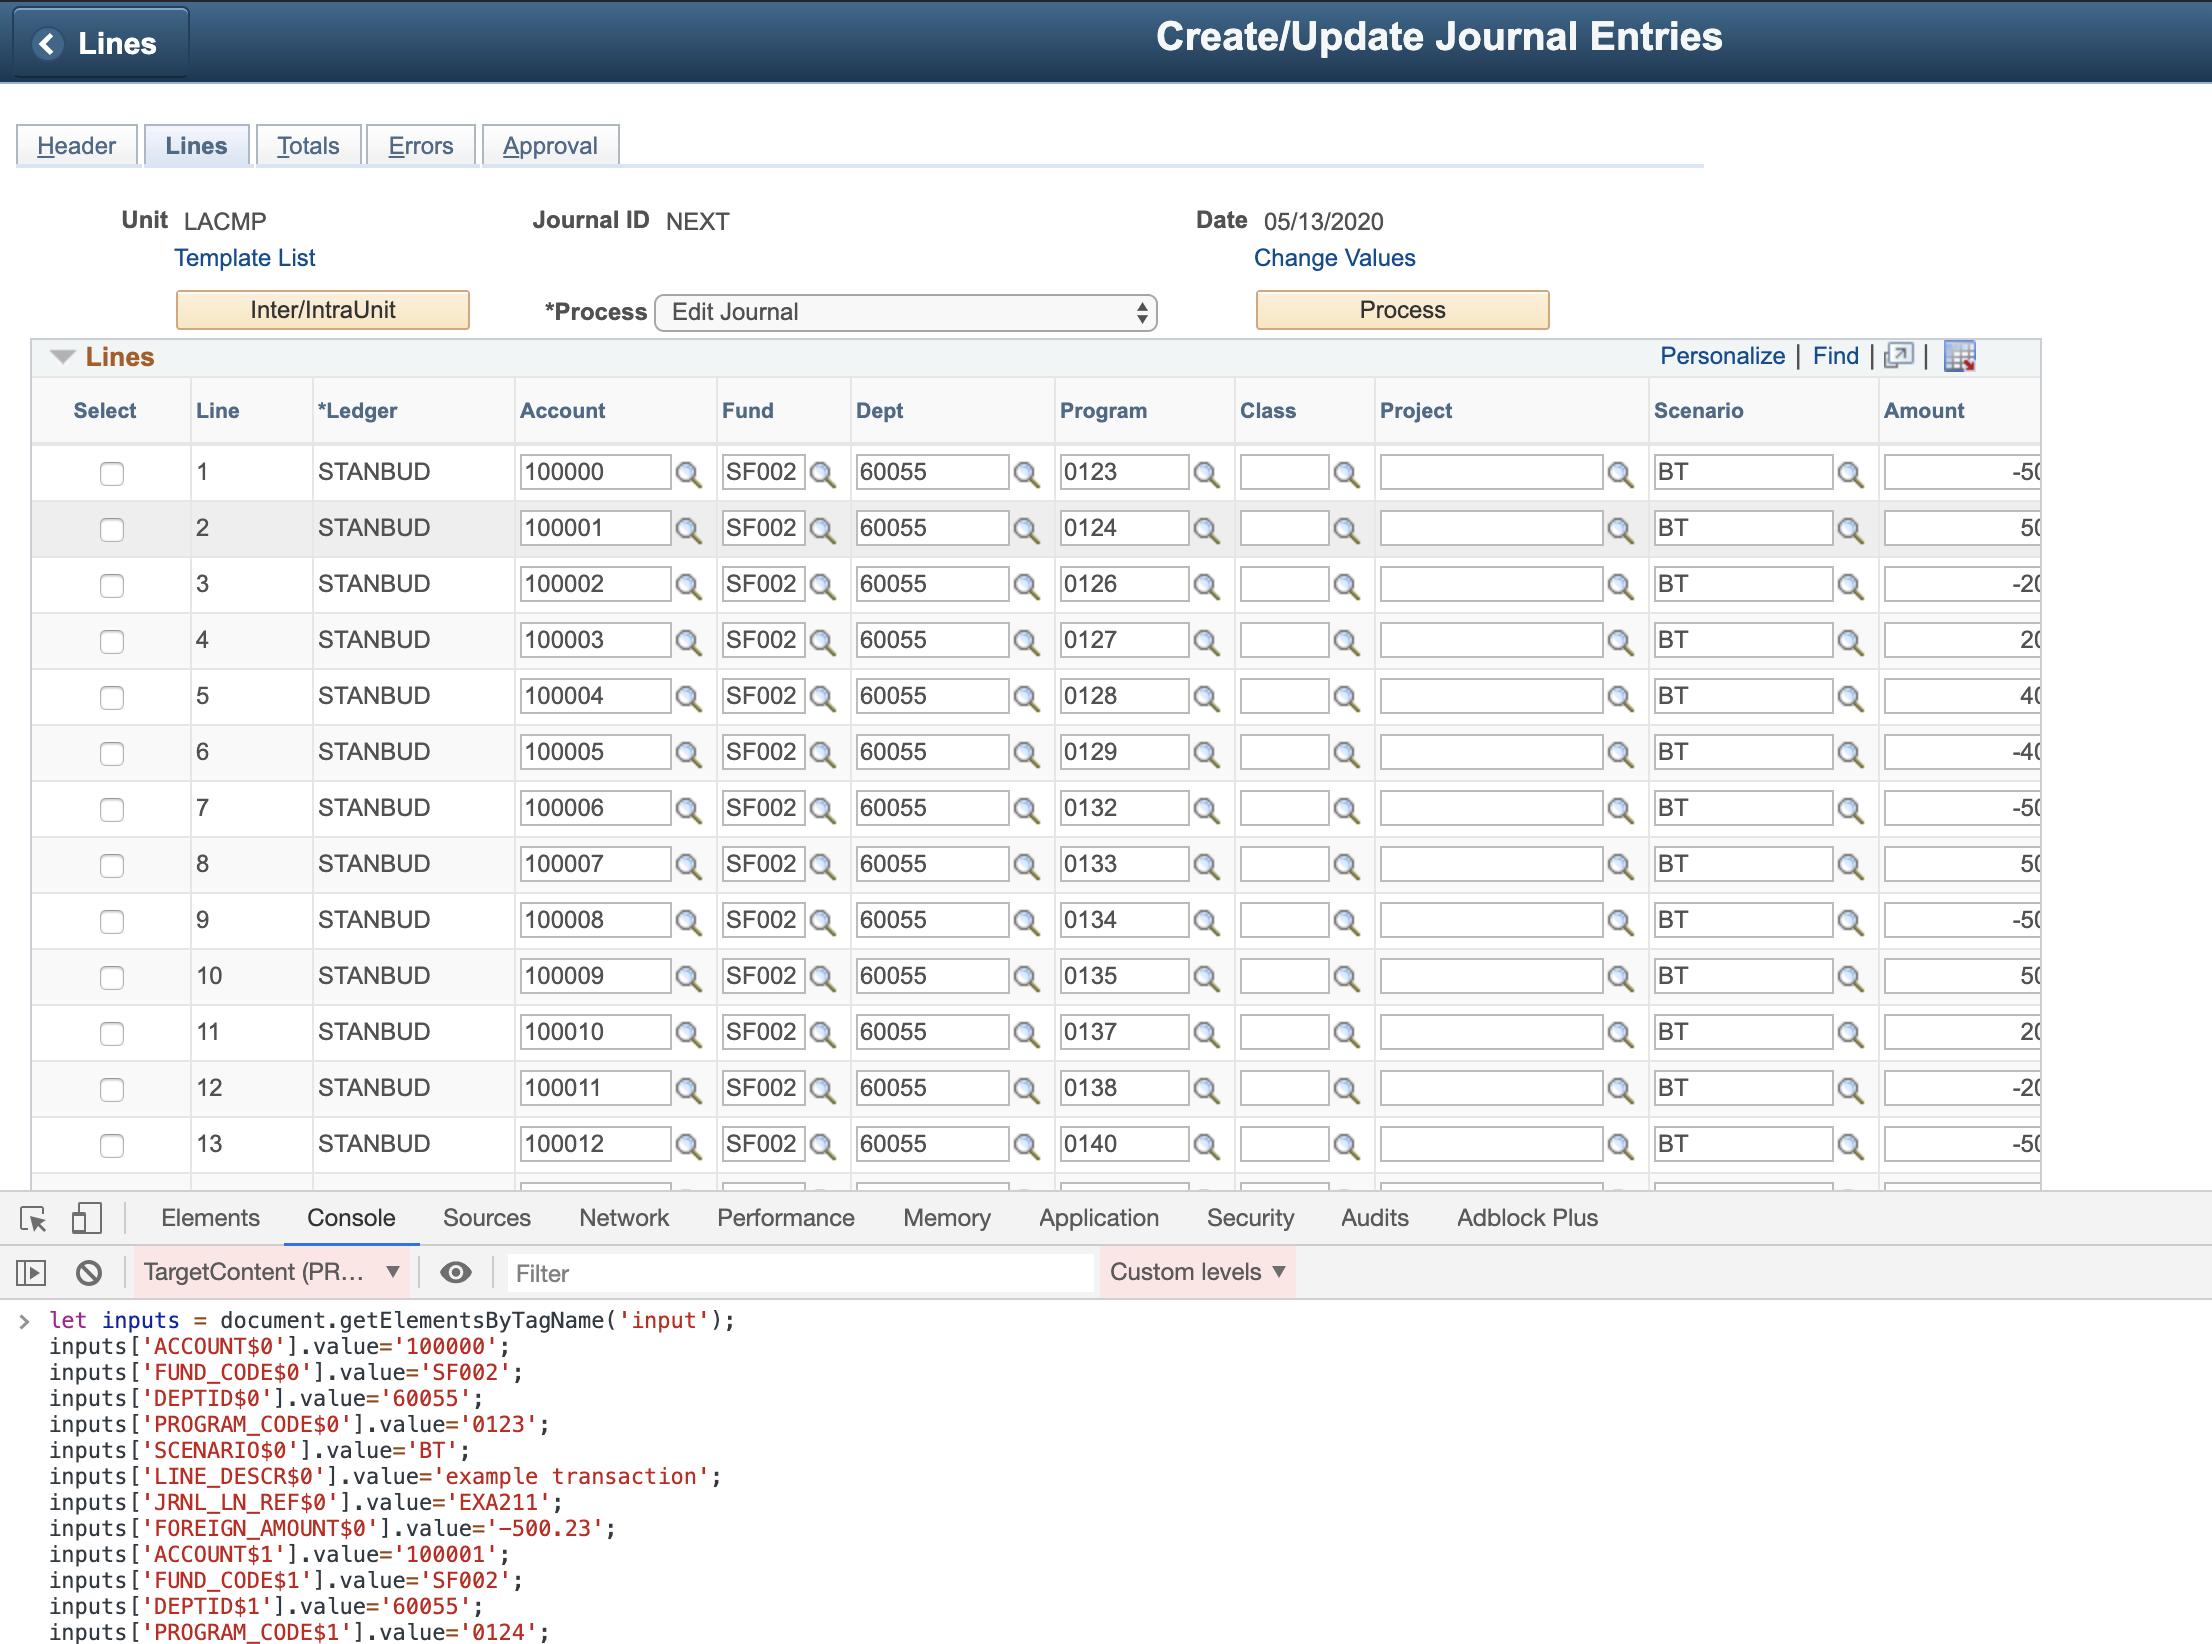 Lines
Create/Update Journal Entries
Header Lines Totals Errors Approval
Unit LACMP Journal ID NEXT Date 05/13/2020
Template List Change Values
Inter/IntraUnit *Process Edit Journal Process
Lines Personalize | Find | |
Select Line *Ledger Account Fund Dept Program Class Project Scenario Amount
1 STANBUD 100000 SF002 60055 0123 BT -50
2 STANBUD 100001 SF002 60055 0124 BT 50
3 STANBUD 100002 SF002 60055 0126 BT -20
4 STANBUD 100003 SF002 60055 0127 BT 20
5 STANBUD 100004 SF002 60055 0128 BT 40
6 STANBUD 100005 SF002 60055 0129 BT -40
7 STANBUD 100006 SF002 60055 0132 BT -50
8 STANBUD 100007 SF002 60055 0133 BT 50
9 STANBUD 100008 SF002 60055 0134 BT -50
10 STANBUD 100009 SF002 60055 0135 BT 50
11 STANBUD 100010 SF002 60055 0137 BT 20
12 STANBUD 100011 SF002 60055 0138 BT -20
13 STANBUD 100012 SF002 60055 0140 BT -50
Elements Console Sources Network Performance Memory Application Security Audits Adblock Plus
TargetContent (PR... ▼ Filter Custom levels ▼
> let inputs = document.getElementsByTagName('input');
inputs['ACCOUNT$0'].value='100000';
inputs['FUND_CODE$0'].value='SF002';
inputs['DEPTID$0'].value='60055';
inputs['PROGRAM_CODE$0'].value='0123';
inputs['SCENARIO$0'].value='BT';
inputs['LINE_DESCR$0'].value='example transaction';
inputs['JRNL_LN_REF$0'].value='EXA211';
inputs['FOREIGN_AMOUNT$0'].value='-500.23';
inputs['ACCOUNT$1'].value='100001';
inputs['FUND_CODE$1'].value='SF002';
inputs['DEPTID$1'].value='60055';
inputs['PROGRAM_CODE$1'].value='0124';